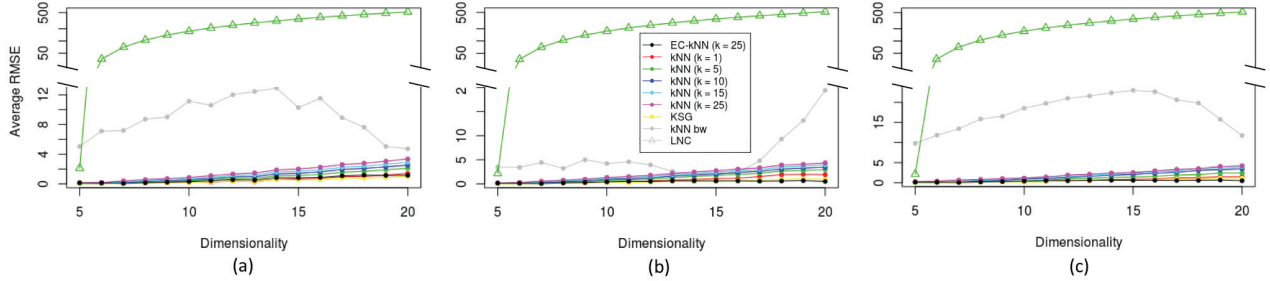 Average RMSE
500
50
12
8
4
0
5
10
15
20
Dimensionality
(a)
500
50
2
10
5
0
5
10
15
20
Dimensionality
(b)
EC-kNN (k = 25)
kNN (k = 1)
kNN (k = 5)
kNN (k = 10)
kNN (k = 15)
kNN (k = 25)
KSG
kNN bw
LNC
500
50
15
5
0
5
10
15
20
Dimensionality
(c)